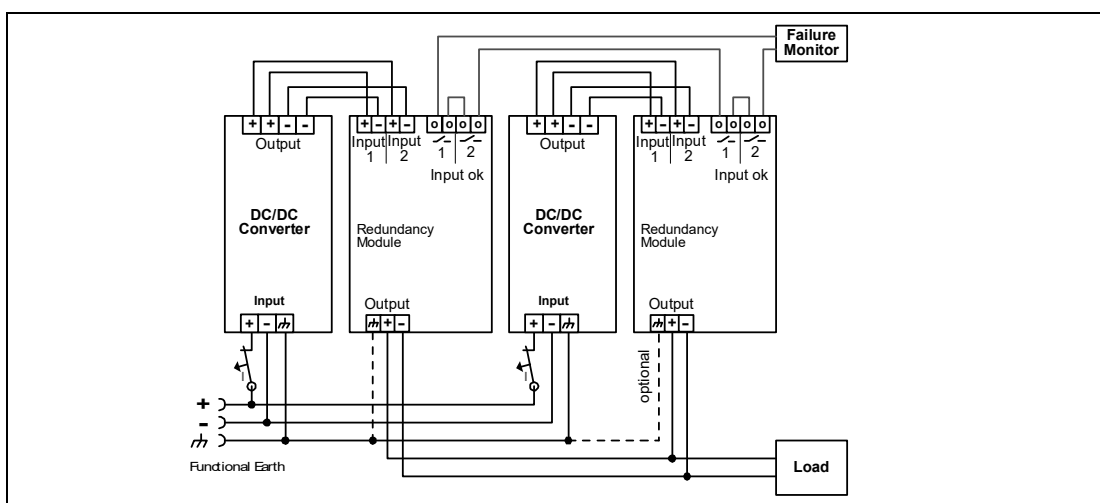 Failure
Monitor
+ + - -
Output
+ - + -
Input Input
1 2
o o o o
1 2
Input ok
+ + - -
Output
+ - + -
Input Input
1 2
o o o o
1 2
Input ok
DC/DC
Converter
Redundancy
Module
DC/DC
Converter
Redundancy
Module
Input
+ -
Output
+ -
Input
+ -
Output
+ -
I
I
optional
+
-
Functional Earth
Load